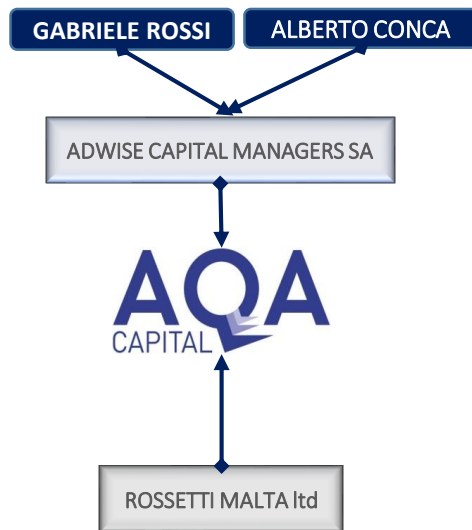 GABRIELE ROSSI
ALBERTO CONCA
ADWISE CAPITAL MANAGERS SA
AQA
CAPITAL
ROSSETTI MALTA ltd